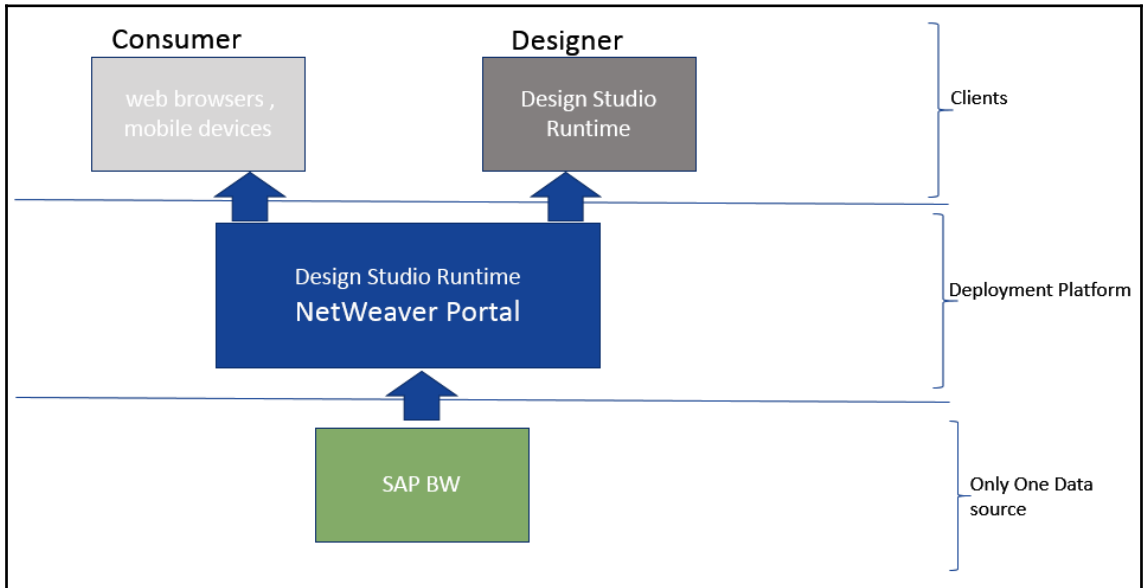 Consumer
Designer
web browsers ,
mobile devices
Design Studio
Runtime
Clients
Design Studio Runtime
NetWeaver Portal
Deployment Platform
SAP BW
Only One Data
source